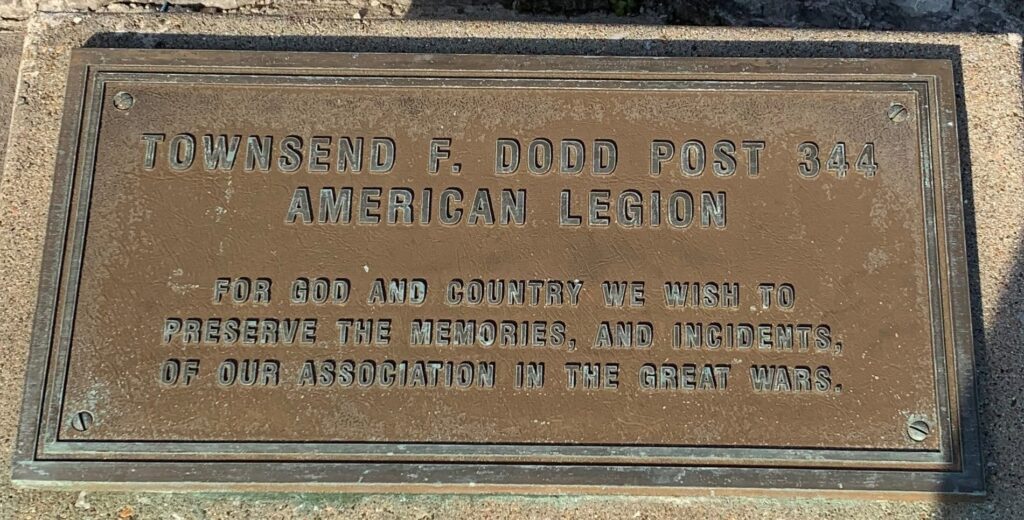 TOWNSEND F. DODD POST 344
AMERICAN LEGION
FOR GOD AND COUNTRY WE WISH TO
PRESERVE THE MEMORIES, AND INCIDENTS,
OF OUR ASSOCIATION IN THE GREAT WARS.